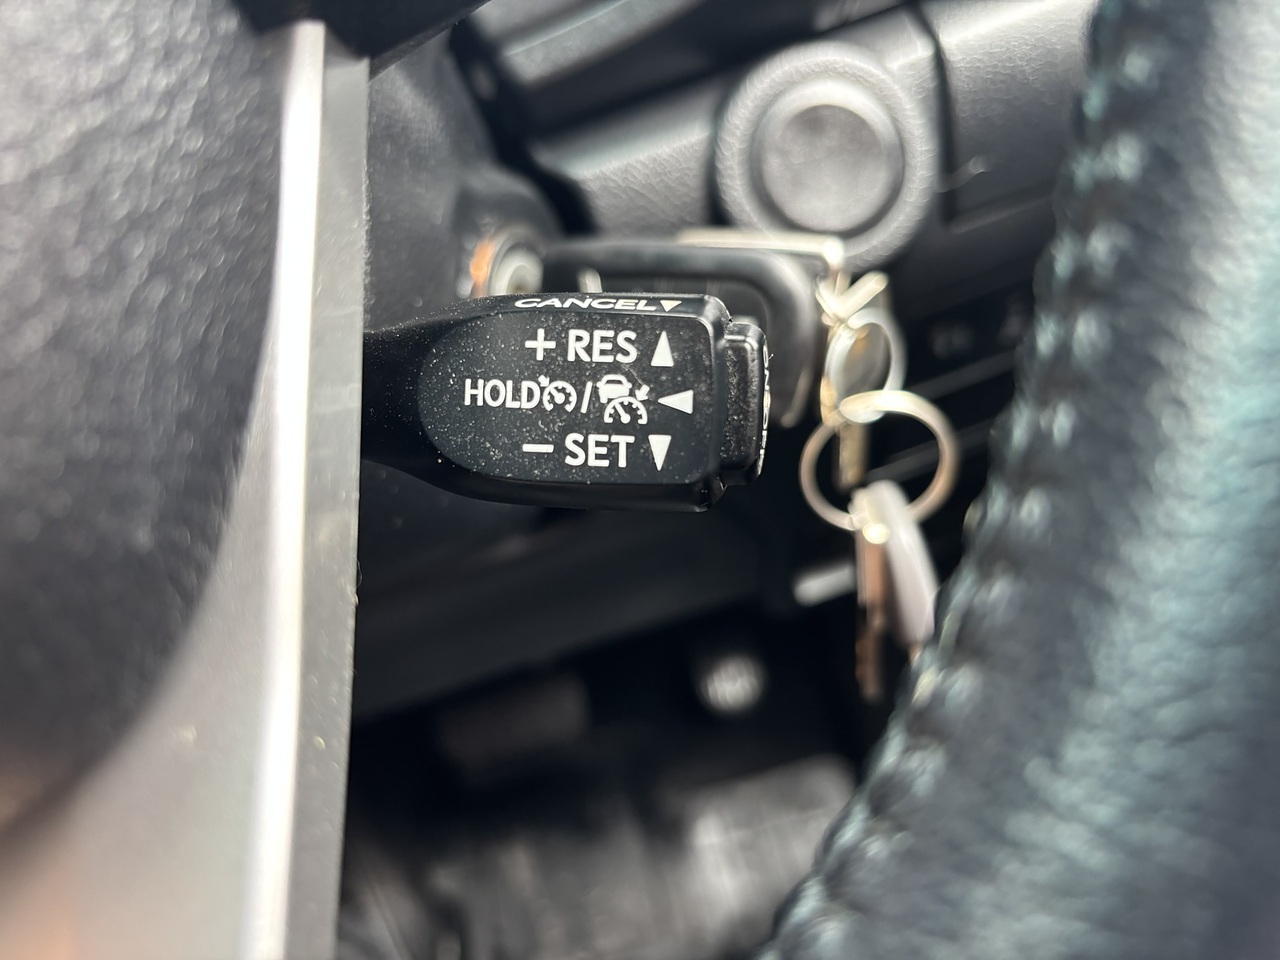 CANCEL▼
+ RES ▲
HOLD / ◀
− SET ▼